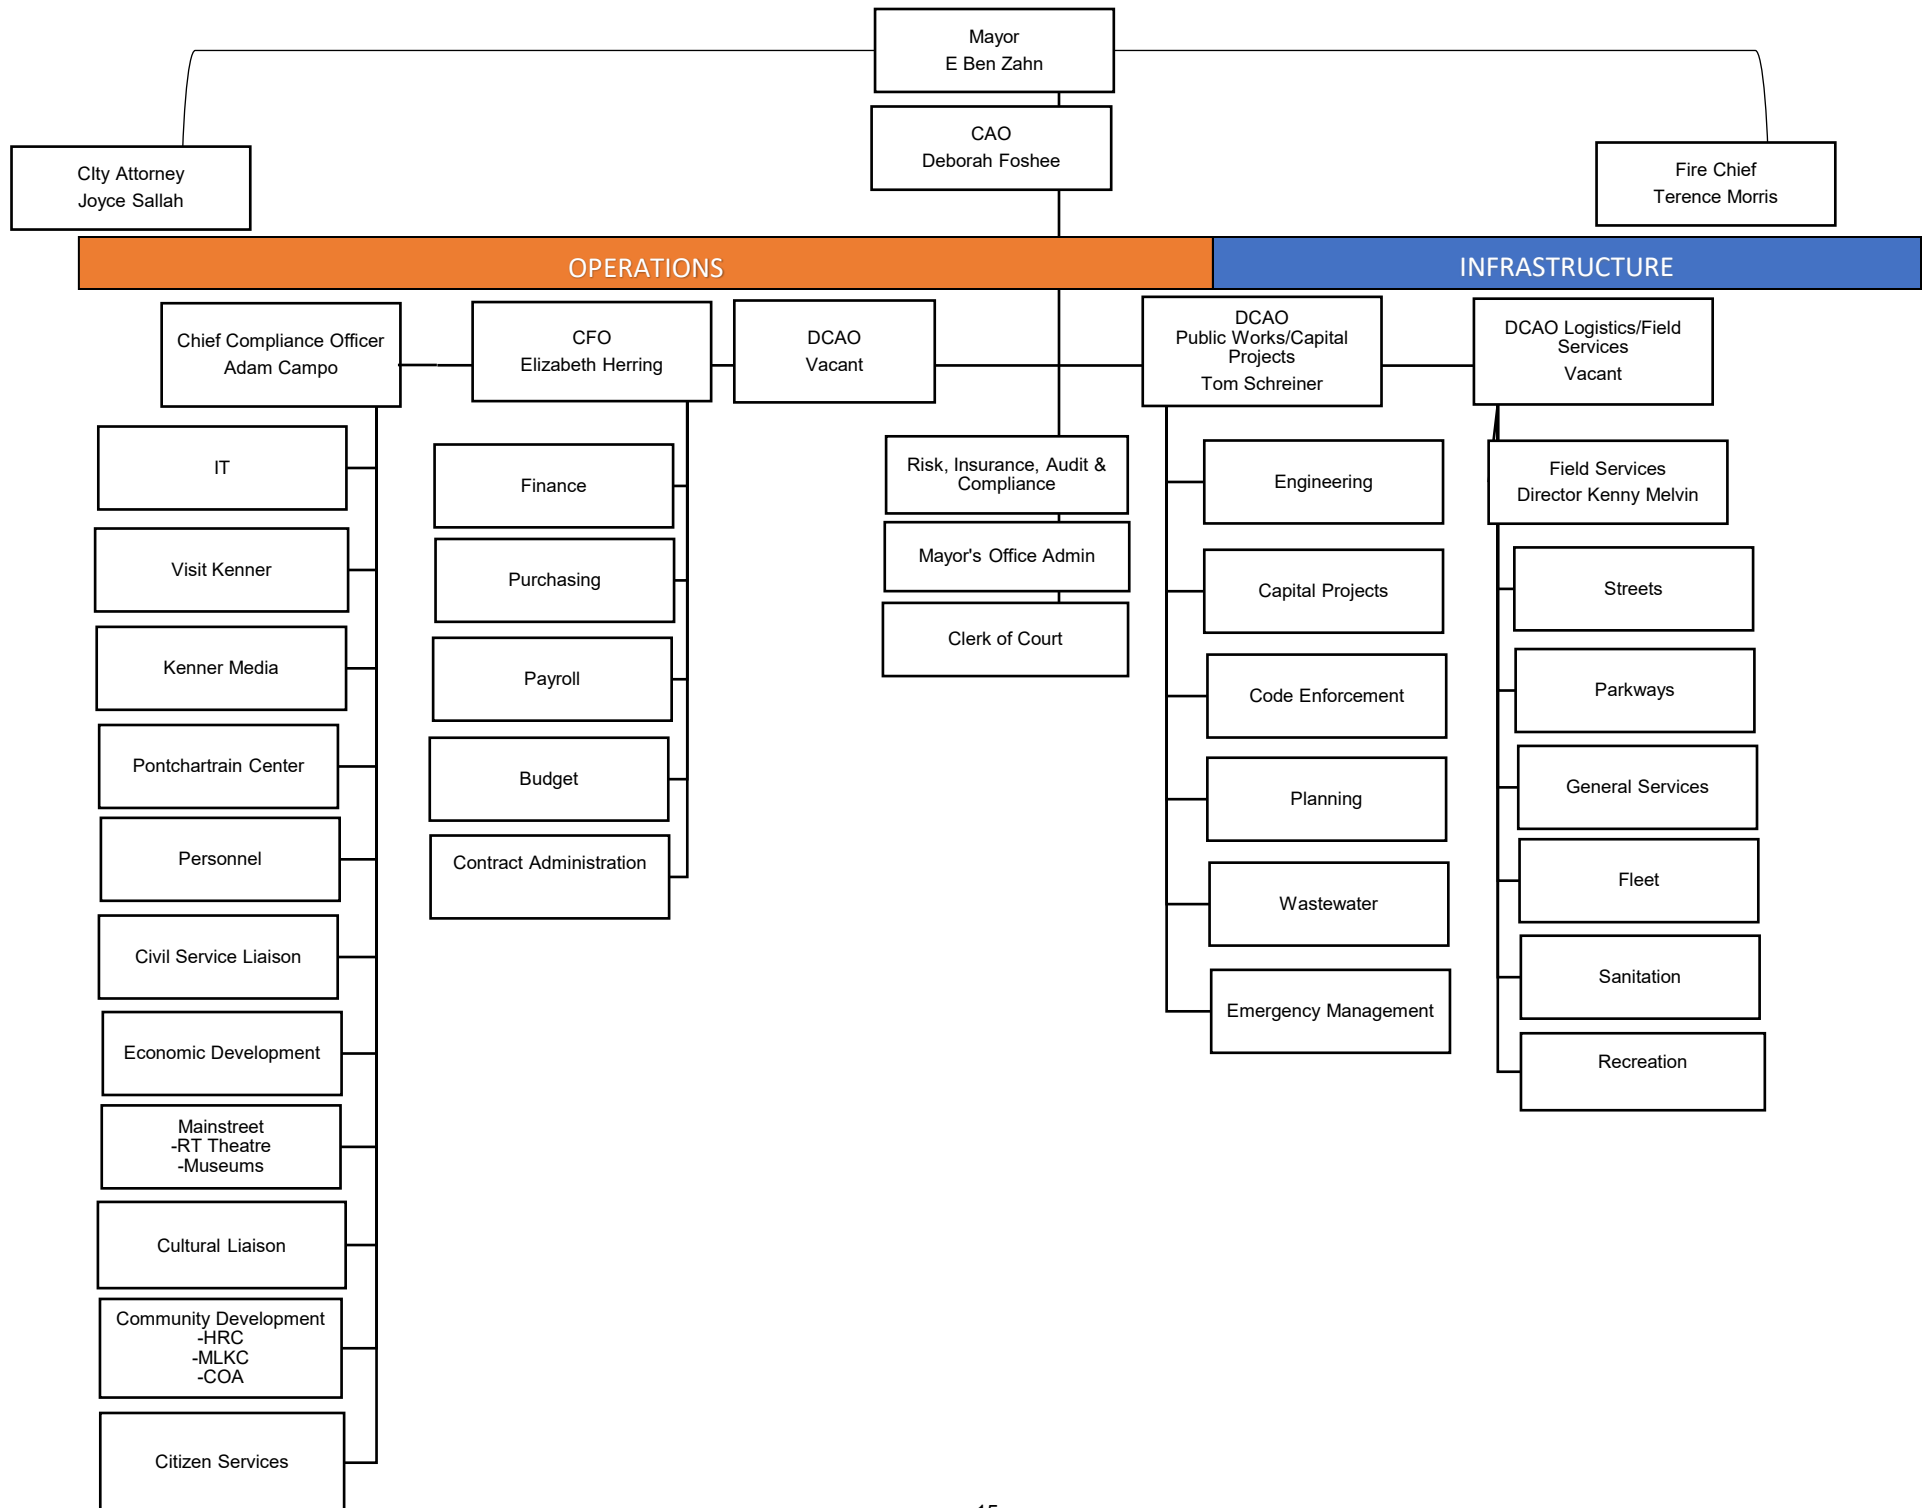 Mayor
E Ben Zahn
CAO
Deborah Foshee
CIty Attorney
Joyce Sallah
Fire Chief
Terence Morris
OPERATIONS
INFRASTRUCTURE
Chief Compliance Officer
Adam Campo
CFO
Elizabeth Herring
DCAO
Vacant
DCAO
Public Works/Capital
Projects
Tom Schreiner
DCAO Logistics/Field
Services
Vacant
IT
Visit Kenner
Kenner Media
Pontchartrain Center
Personnel
Civil Service Liaison
Economic Development
Mainstreet
-RT Theatre
-Museums
Cultural Liaison
Community Development
-HRC
-MLKC
-COA
Citizen Services
Finance
Purchasing
Payroll
Budget
Contract Administration
Risk, Insurance, Audit &
Compliance
Mayor's Office Admin
Clerk of Court
Engineering
Capital Projects
Code Enforcement
Planning
Wastewater
Emergency Management
Field Services
Director Kenny Melvin
Streets
Parkways
General Services
Fleet
Sanitation
Recreation